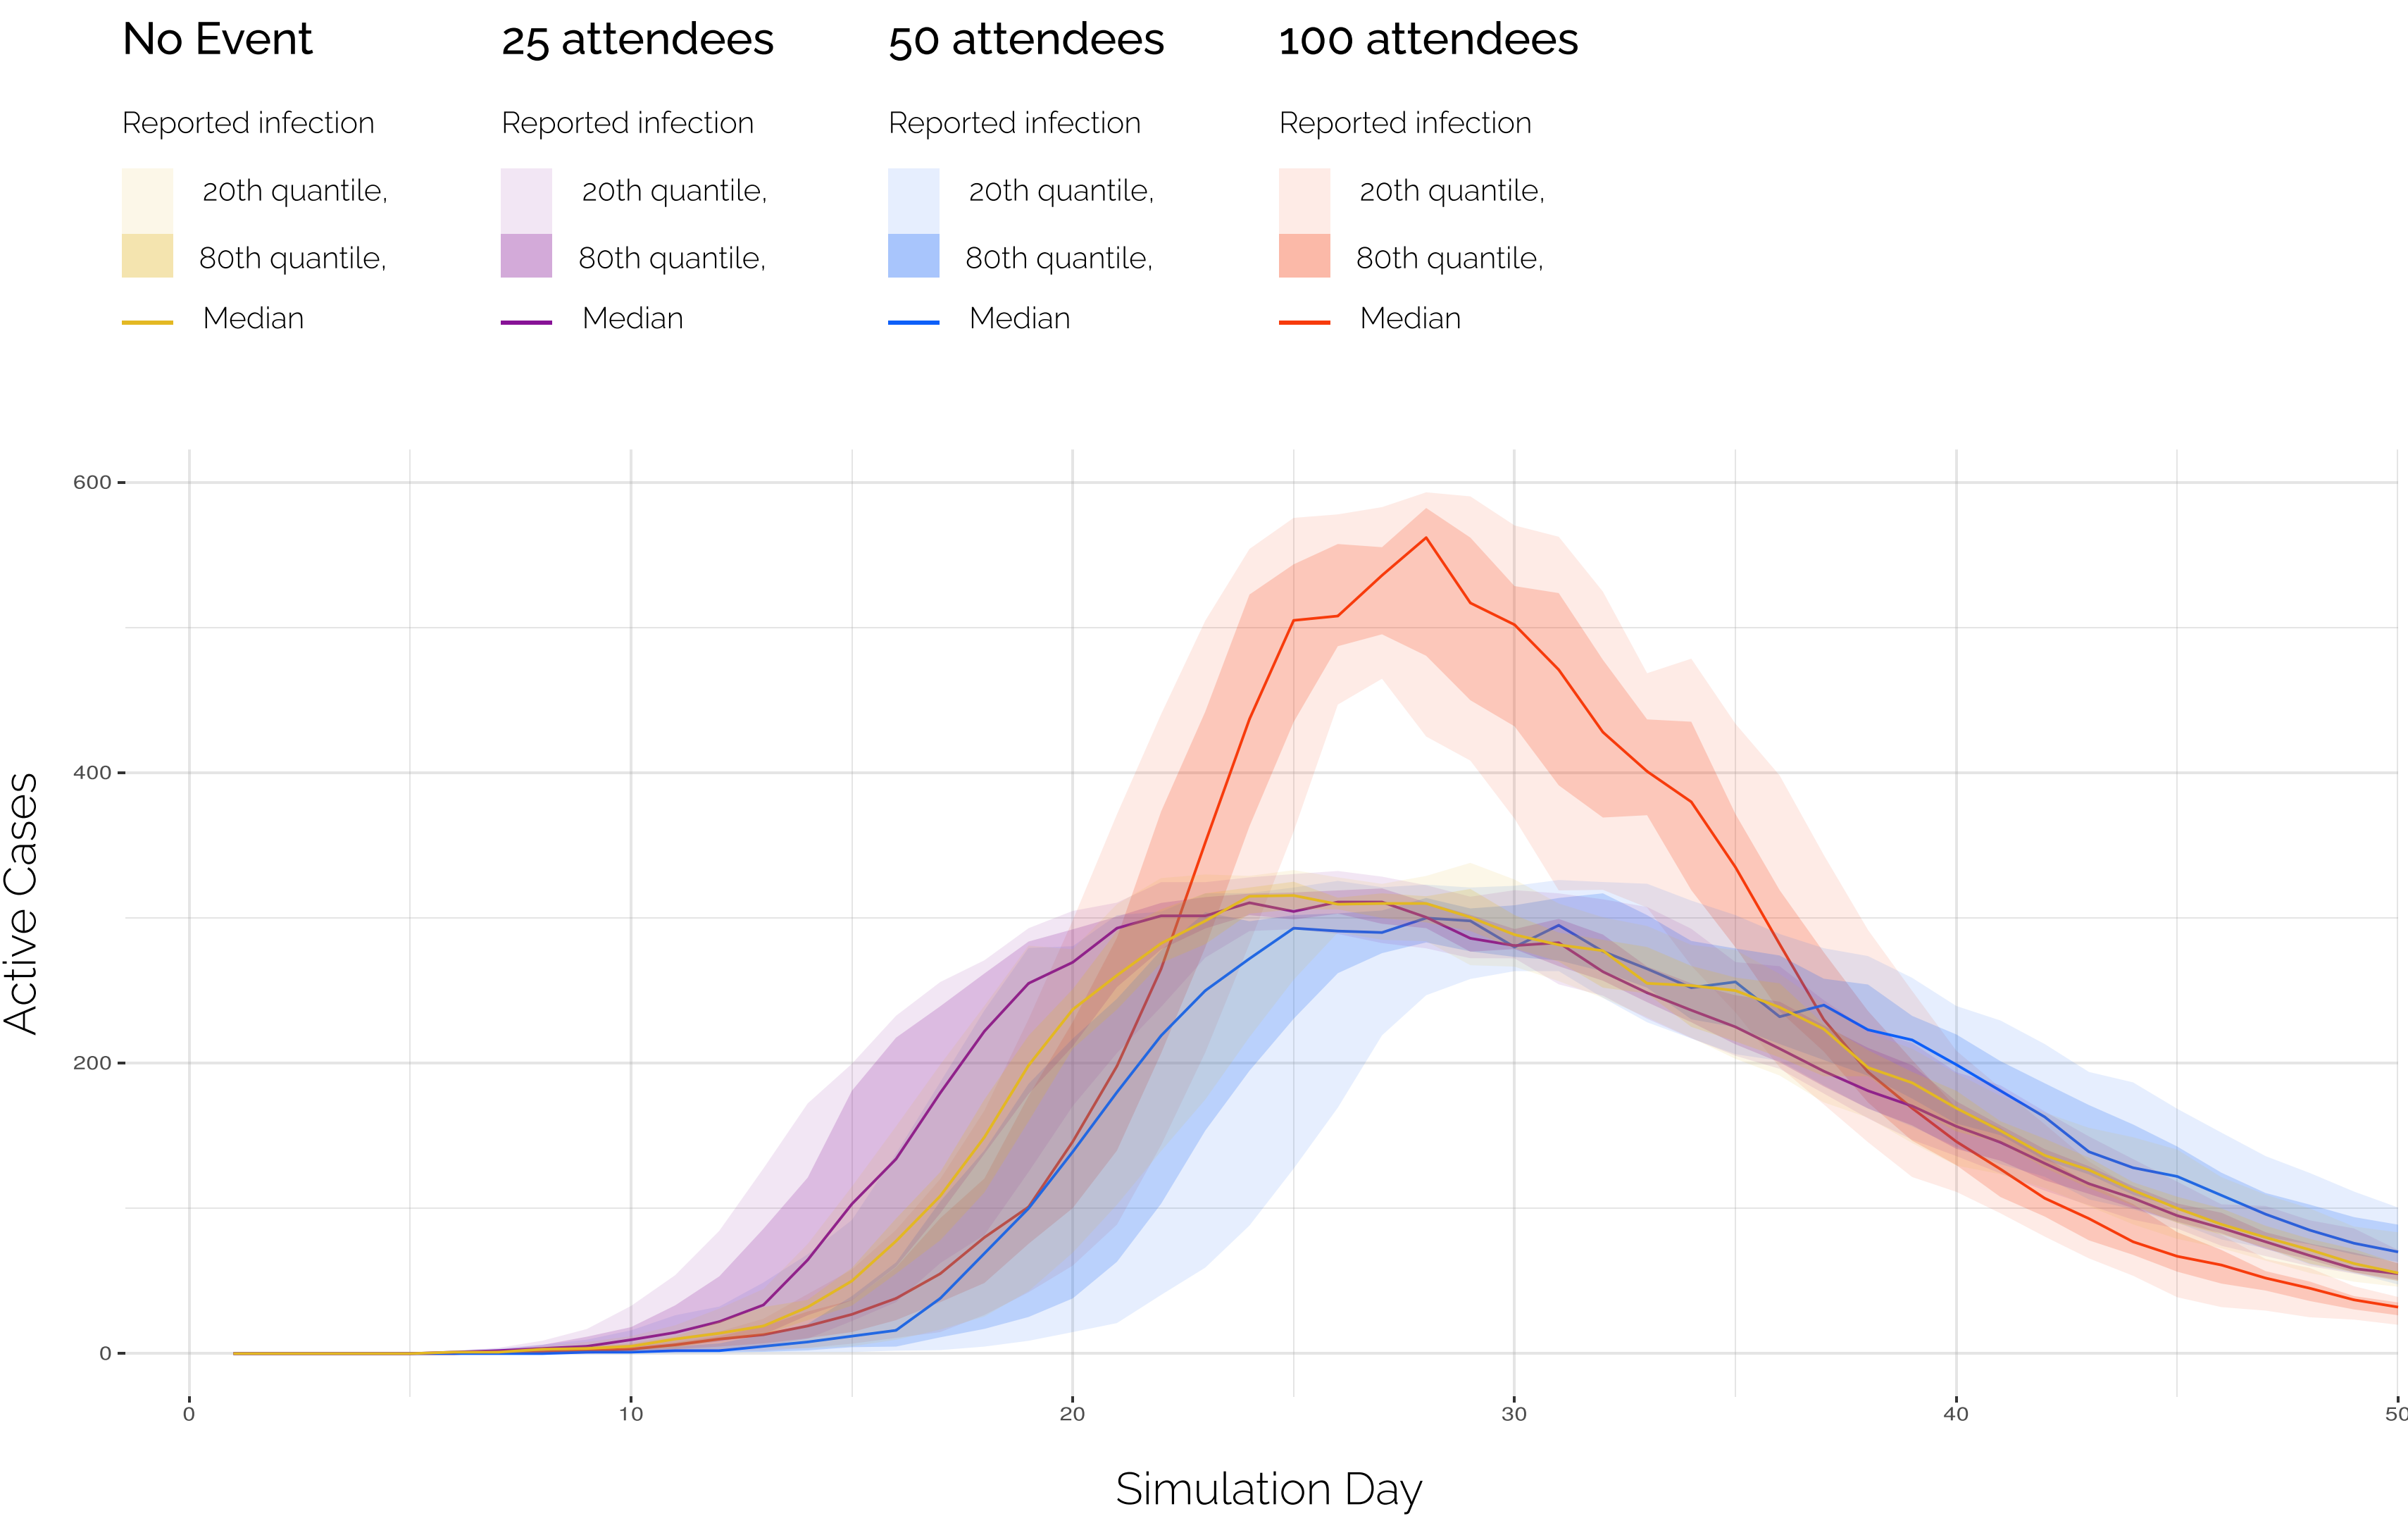 No Event 25 attendees 50 attendees 100 attendees
Reported infection Reported infection Reported infection Reported infection
20th quantile, 20th quantile, 20th quantile, 20th quantile,
80th quantile, 80th quantile, 80th quantile, 80th quantile,
Median Median Median Median
600
400
200
0
Active Cases
0 10 20 30 40 50
Simulation Day